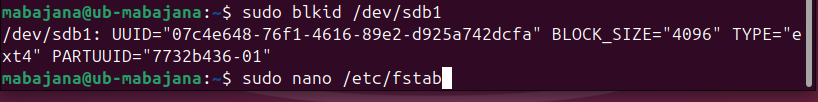 mabajana@ub-mabajana:~$ sudo blkid /dev/sdb1
/dev/sdb1: UUID="07c4e648-76f1-4616-89e2-d925a742dcfa" BLOCK_SIZE="4096" TYPE="e
xt4" PARTUUID="7732b436-01"
mabajana@ub-mabajana:~$ sudo nano /etc/fstab